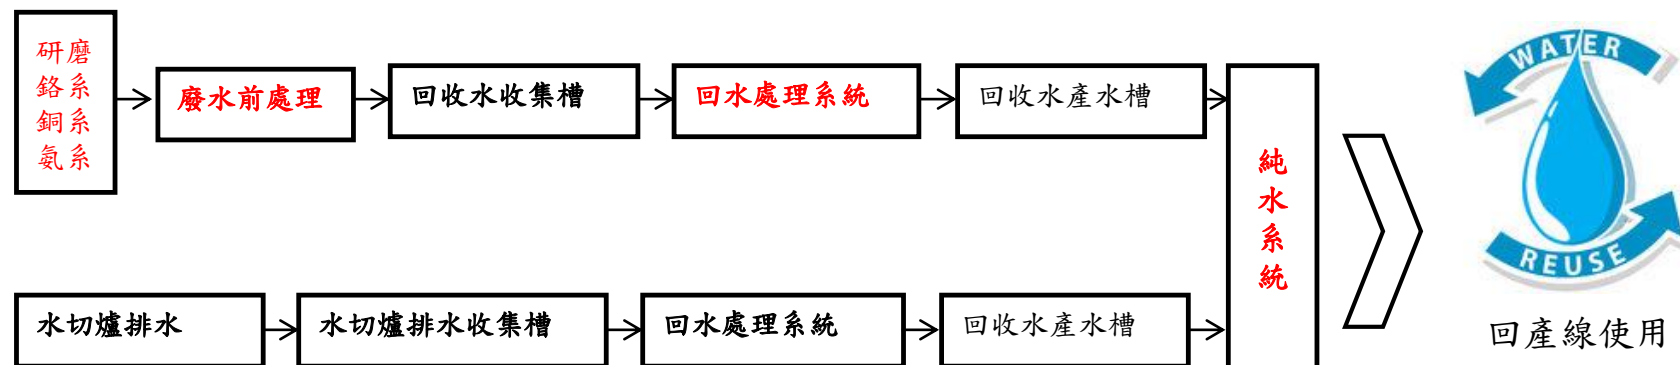 研磨
鉻系
銅系
氨系
廢水前處理
回收水收集槽
回水處理系統
回收水產水槽
純水系統
WATER
REUSE
回產線使用
水切爐排水
水切爐排水收集槽
回水處理系統
回收水產水槽